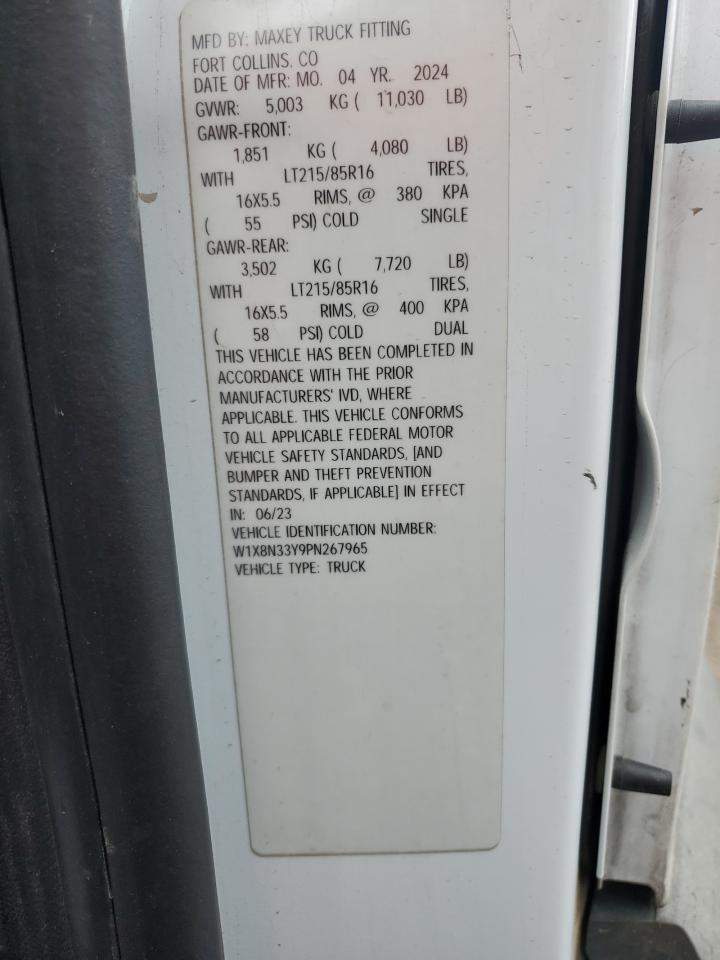 MFD BY: MAXEY TRUCK FITTING
FORT COLLINS, CO
DATE OF MFR: MO. 04 YR. 2024
GVWR: 5,003 KG ( 11,030 LB)
GAWR-FRONT:
1,851 KG ( 4,080 LB)
WITH LT215/85R16 TIRES,
16X5.5 RIMS, @ 380 KPA
( 55 PSI) COLD SINGLE
GAWR-REAR:
3,502 KG ( 7,720 LB)
WITH LT215/85R16 TIRES,
16X5.5 RIMS, @ 400 KPA
( 58 PSI) COLD DUAL
THIS VEHICLE HAS BEEN COMPLETED IN
ACCORDANCE WITH THE PRIOR
MANUFACTURERS' IVD, WHERE
APPLICABLE. THIS VEHICLE CONFORMS
TO ALL APPLICABLE FEDERAL MOTOR
VEHICLE SAFETY STANDARDS, [AND
BUMPER AND THEFT PREVENTION
STANDARDS, IF APPLICABLE] IN EFFECT
IN: 06/23
VEHICLE IDENTIFICATION NUMBER:
W1X8N33Y9PN267965
VEHICLE TYPE: TRUCK